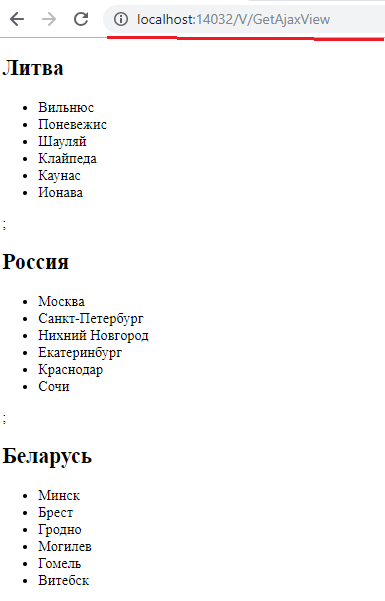 localhost:14032/V/GetAjaxView
Литва
Вильнюс
Поневежис
Шауляй
Клайпеда
Каунас
Ионава
;
Россия
Москва
Санкт-Петербург
Нихний Новгород
Екатеринбург
Краснодар
Сочи
;
Беларусь
Минск
Брест
Гродно
Могилев
Гомель
Витебск